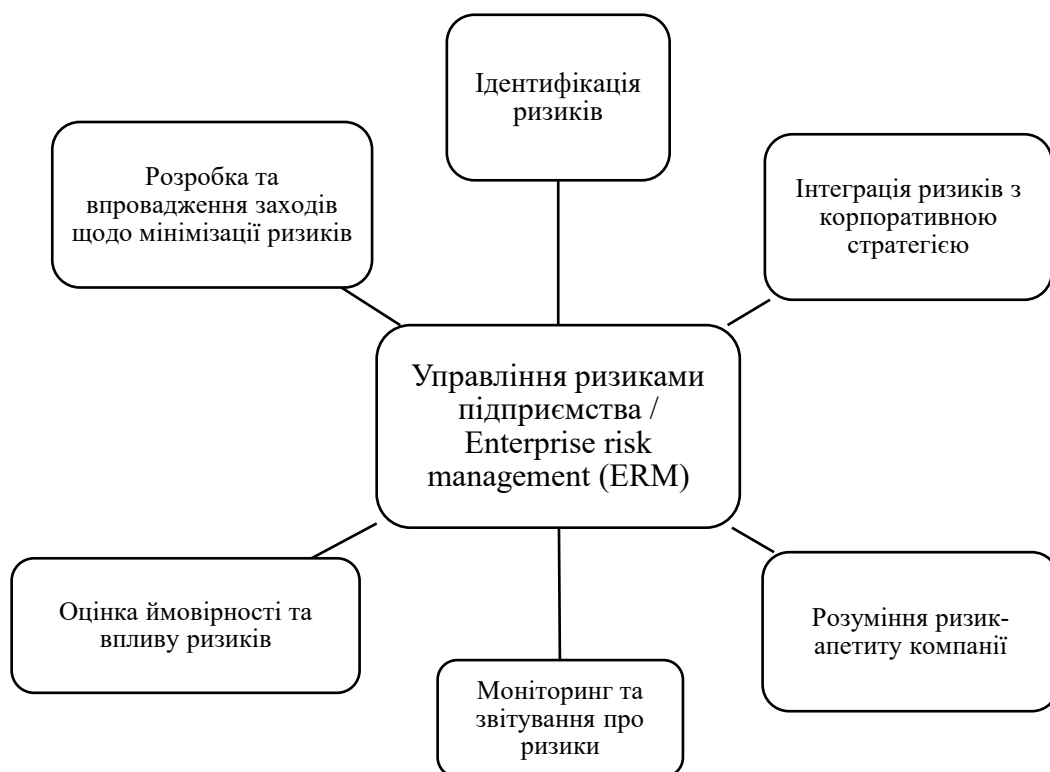 Ідентифікація
ризиків
Розробка та
впровадження заходів
щодо мінімізації ризиків
Інтеграція ризиків з
корпоративною
стратегією
Управління ризиками
підприємства /
Enterprise risk
management (ERM)
Оцінка ймовірності та
впливу ризиків
Розуміння ризик-
апетиту компанії
Моніторинг та
звітування про
ризики